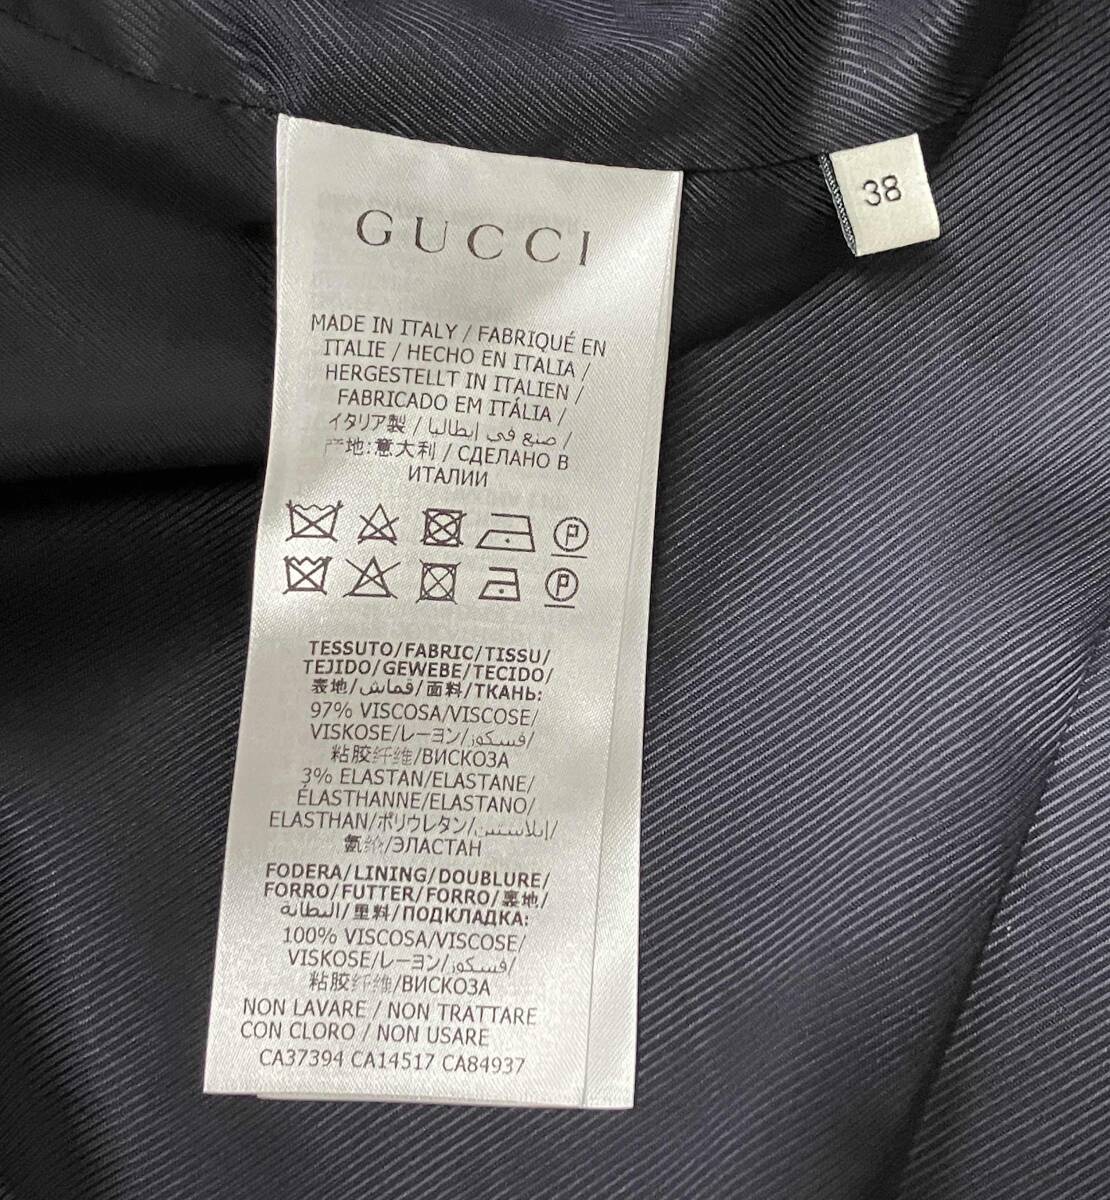 GUCCI
38
MADE IN ITALY / FABRIQUÉ EN
ITALIE / HECHO EN ITALIA /
HERGESTELLT IN ITALIEN /
FABRICADO EM ITÁLIA /
イタリア製 / صنع في إيطاليا /
产地:意大利 / СДЕЛАНО В
ИТАЛИИ
P
P
TESSUTO/FABRIC/TISSU/
TEJIDO/GEWEBE/TECIDO/
表地/قماش/面料/ТКАНЬ:
97% VISCOSA/VISCOSE/
VISKOSE/レーヨン/فسكوز/
粘胶纤维/ВИСКОЗА
3% ELASTAN/ELASTANE/
ÉLASTHANNE/ELASTANO/
ELASTHAN/ポリウレタン/إيلاستين/
氨纶/ЭЛАСТАН
FODERA/LINING/DOUBLURE/
FORRO/FUTTER/FORRO/裏地/
البطانة/里料/ПОДКЛАДКА:
100% VISCOSA/VISCOSE/
VISKOSE/レーヨン/فسكوز/
粘胶纤维/ВИСКОЗА
NON LAVARE / NON TRATTARE
CON CLORO / NON USARE
CA37394 CA14517 CA84937